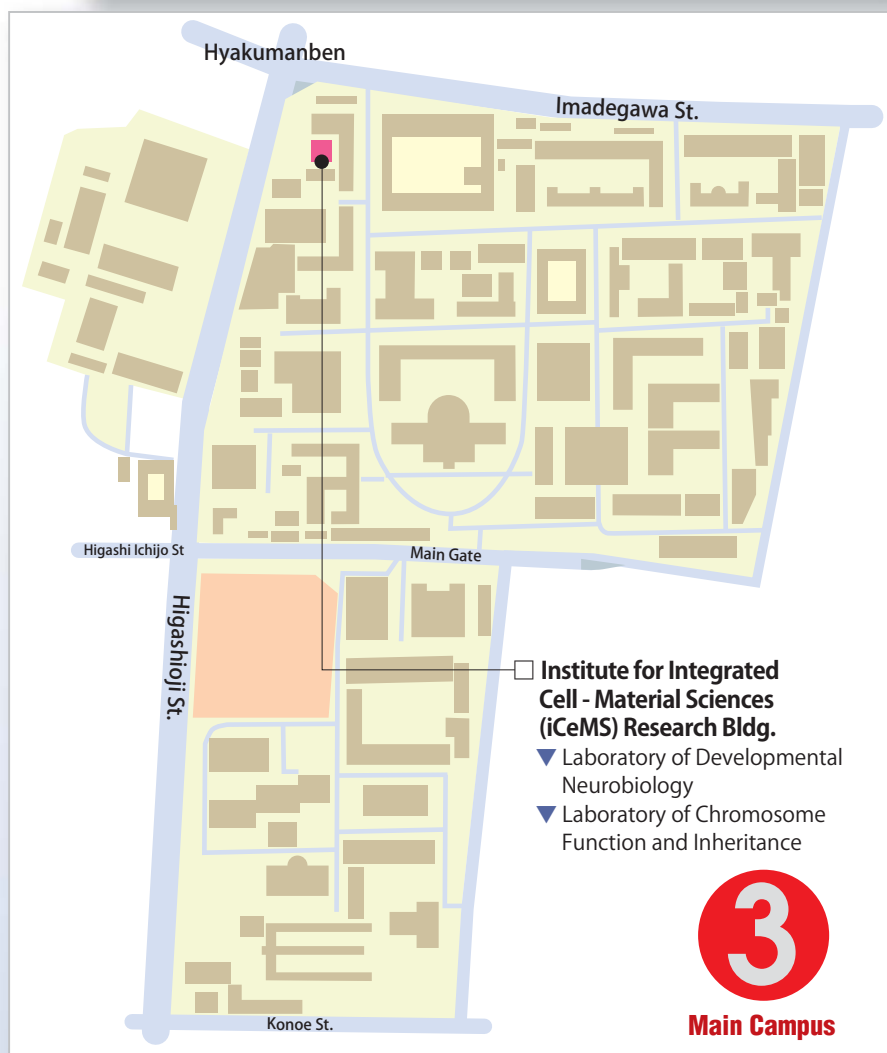 Hyakumanben
Imadegawa St.
Higashi Ichijo St
Main Gate
Higashioji St.
Institute for Integrated
Cell - Material Sciences
(iCeMS) Research Bldg.
▼ Laboratory of Developmental
Neurobiology
▼ Laboratory of Chromosome
Function and Inheritance
3
Main Campus
Konoe St.